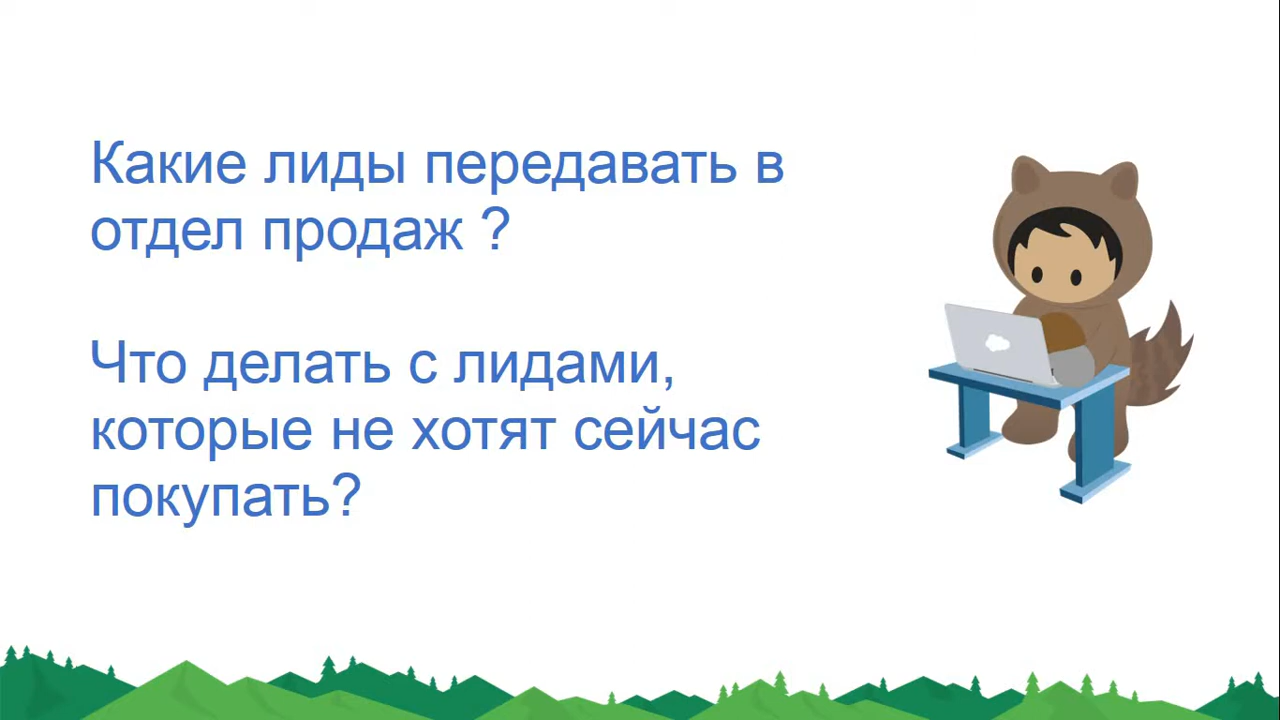 Какие лиды передавать в
отдел продаж ?
Что делать с лидами,
которые не хотят сейчас
покупать?